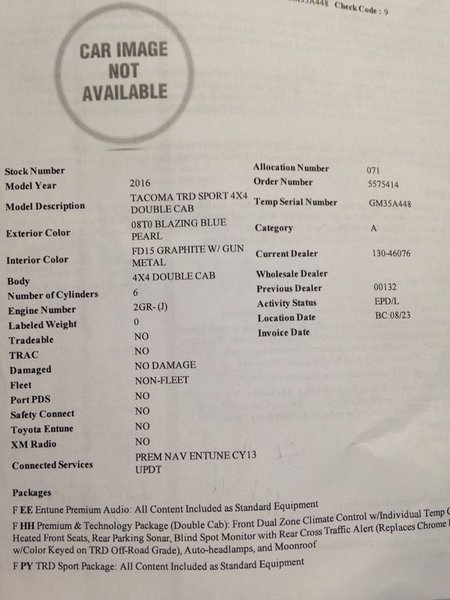 GM35A448 Check Code : 9
CAR IMAGE
NOT
AVAILABLE
Stock Number
Model Year 2016
Model Description TACOMA TRD SPORT 4X4
DOUBLE CAB
Exterior Color 08T0 BLAZING BLUE
PEARL
Interior Color FD15 GRAPHITE W/ GUN
METAL
Body 4X4 DOUBLE CAB
Number of Cylinders 6
Engine Number 2GR- (J)
Labeled Weight 0
Tradeable NO
TRAC NO
Damaged NO DAMAGE
Fleet NON-FLEET
Port PDS NO
Safety Connect NO
Toyota Entune NO
XM Radio NO
Connected Services PREM NAV ENTUNE CY13
UPDT
Allocation Number 071
Order Number 5575414
Temp Serial Number GM35A448
Category A
Current Dealer 130-46076
Wholesale Dealer
Previous Dealer 00132
Activity Status EPD/L
Location Date BC:08/23
Invoice Date
Packages
F EE Entune Premium Audio: All Content Included as Standard Equipment
F HH Premium & Technology Package (Double Cab): Front Dual Zone Climate Control w/Individual Temp
Heated Front Seats, Rear Parking Sonar, Blind Spot Monitor with Rear Cross Traffic Alert (Replaces Chrome
w/Color Keyed on TRD Off-Road Grade), Auto-headlamps, and Moonroof
F PY TRD Sport Package: All Content Included as Standard Equipment